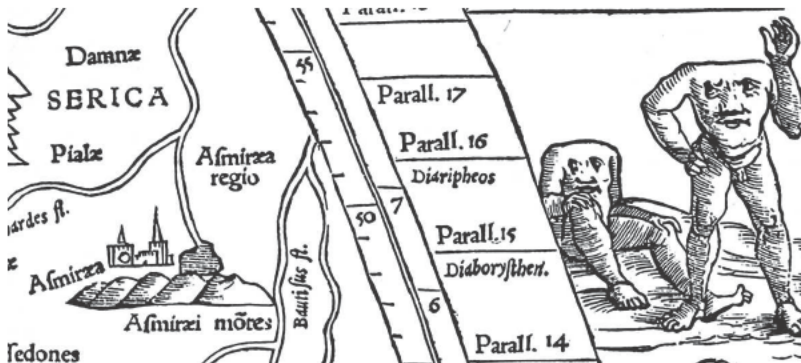 Damnæ
SERICA
Pialæ
Aſmiræa
regio
ardes fl.
Aſmiræa
Aſmiræi mõtes
ſedones
Bautiſus fl.
55
50
7
6
Parall. 17
Parall. 16
Diaripheos
Parall. 15
Diaboryſthen.
Parall. 14